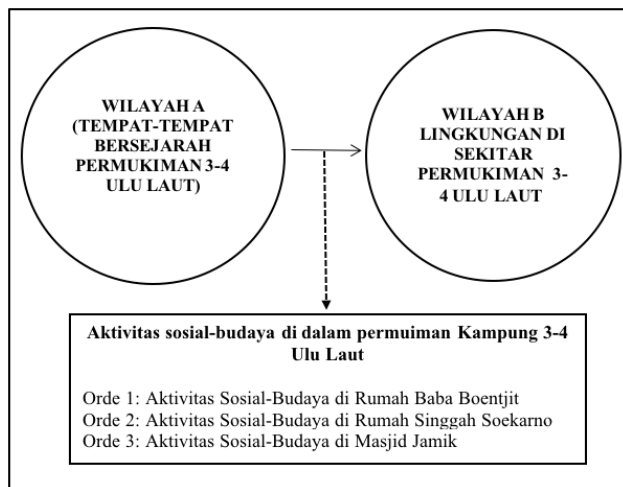 WILAYAH A
(TEMPAT-TEMPAT
BERSEJARAH
PERMUKIMAN 3-4
ULU LAUT)
WILAYAH B
LINGKUNGAN DI
SEKITAR
PERMUKIMAN 3-
4 ULU LAUT
Aktivitas sosial-budaya di dalam permuiman Kampung 3-4
Ulu Laut
Orde 1: Aktivitas Sosial-Budaya di Rumah Baba Boentjit
Orde 2: Aktivitas Sosial-Budaya di Rumah Singgah Soekarno
Orde 3: Aktivitas Sosial-Budaya di Masjid Jamik